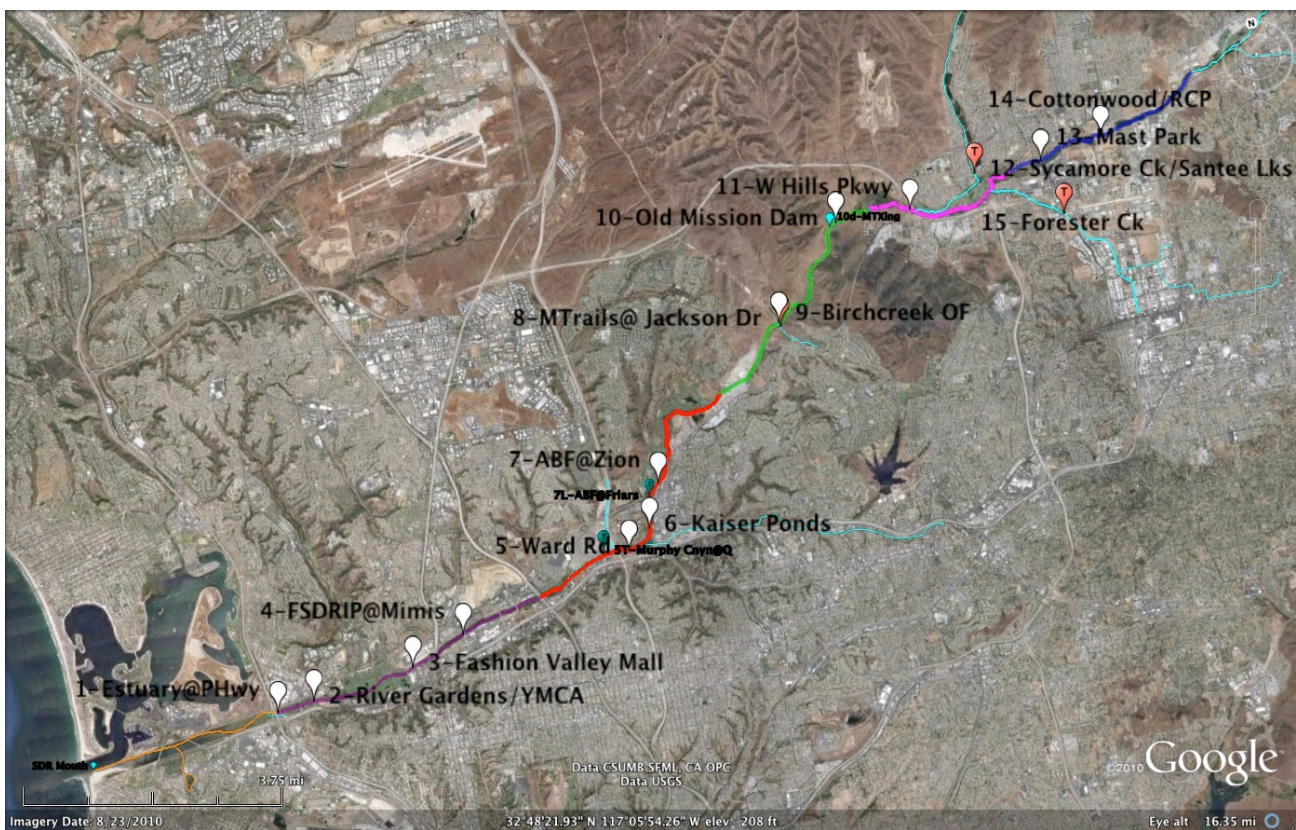 N
14-Cottonwood/RCP
13-Mast Park
T
12-Sycamore Ck/Santee Lks
11-W Hills Pkwy
T
10-Old Mission Dam
10d-MTXing
15-Forester Ck
8-MTrails@ Jackson Dr
9-Birchcreek OF
7-ABF@Zion
7L-ABF@Friars
6-Kaiser Ponds
5-Ward Rd
5T-Murphy Cnyn@Q
4-FSDRIP@Mimis
3-Fashion Valley Mall
1-Estuary@PHwy
2-River Gardens/YMCA
SDR Mouth
3.75 mi
Data CSUMB SFML, CA OPC
Data USGS
©2010 Google
Imagery Date: 8/23/2010
32°48'21.93" N 117°05'54.26" W elev 208 ft
Eye alt 16.35 mi